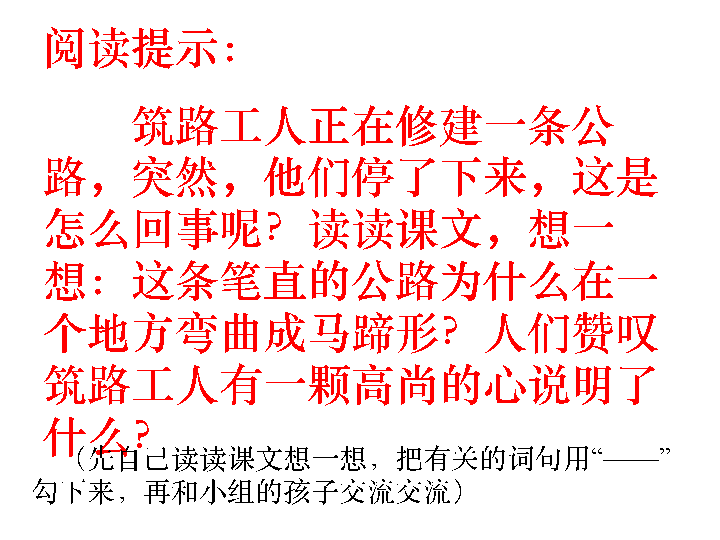 阅读提示：
筑路工人正在修建一条公
路，突然，他们停了下来，这是
怎么回事呢？读读课文，想一
想：这条笔直的公路为什么在一
个地方弯曲成马蹄形？人们赞叹
筑路工人有一颗高尚的心说明了
什么？
（先自己读读课文想一想，把有关的词句用“——”
勾下来，再和小组的孩子交流交流）